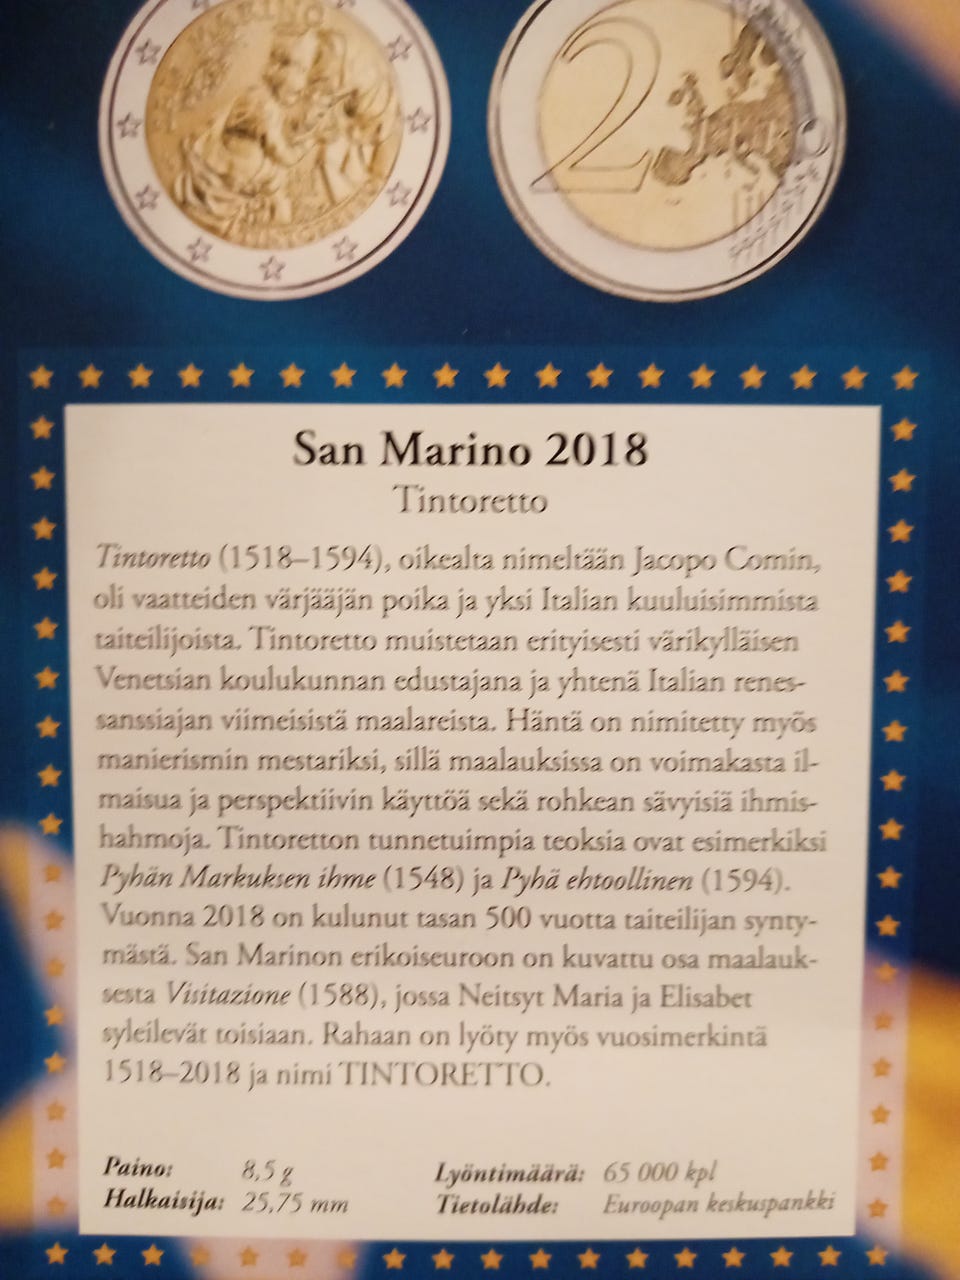 MARINO
TINTORETTO
2
San Marino 2018
Tintoretto
Tintoretto (1518–1594), oikealta nimeltään Jacopo Comin,
oli vaatteiden värjääjän poika ja yksi Italian kuuluisimmista
taiteilijoista. Tintoretto muistetaan erityisesti värikylläisen
Venetsian koulukunnan edustajana ja yhtenä Italian renes-
sanssiajan viimeisistä maalareista. Häntä on nimitetty myös
manierismin mestariksi, sillä maalauksissa on voimakasta il-
maisua ja perspektiivin käyttöä sekä rohkean sävyisiä ihmis-
hahmoja. Tintoretton tunnetuimpia teoksia ovat esimerkiksi
Pyhän Markuksen ihme (1548) ja Pyhä ehtoollinen (1594).
Vuonna 2018 on kulunut tasan 500 vuotta taiteilijan synty-
mästä. San Marinon erikoiseuroon on kuvattu osa maalauk-
sesta Visitazione (1588), jossa Neitsyt Maria ja Elisabet
syleilevät toisiaan. Rahaan on lyöty myös vuosimerkintä
1518–2018 ja nimi TINTORETTO.
Paino: 8,5 g Lyöntimäärä: 65 000 kpl
Halkaisija: 25,75 mm Tietolähde: Euroopan keskuspankki